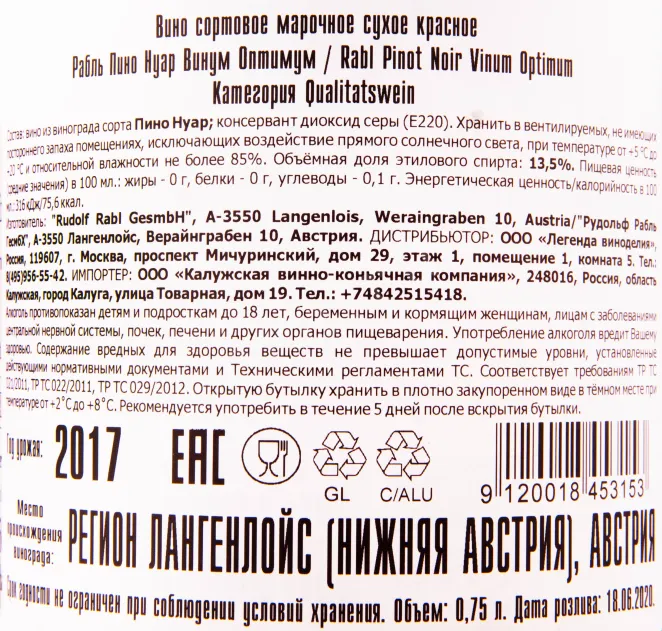 Вино сортовое марочное сухое красное
Рабль Пино Нуар Винум Оптимум / Rabl Pinot Noir Vinum Optimum
Категория Qualitatswein
Состав: вино из винограда сорта Пино Нуар; консервант диоксид серы (Е220). Хранить в вентилируемых, не имеющих
постороннего запаха помещениях, исключающих воздействие прямого солнечного света, при температуре от +5 °С до
+20 °С и относительной влажности не более 85%. Объёмная доля этилового спирта: 13,5%. Пищевая ценность
(средние значения) в 100 мл.: жиры - 0 г, белки - 0 г, углеводы - 0,1 г. Энергетическая ценность/калорийность в 100
мл.: 316 кДж/75,6 ккал.
Изготовитель: "Rudolf Rabl GesmbH", A-3550 Langenlois, Weraingraben 10, Austria/"Рудольф Рабль
ГесмбХ", А-3550 Лангенлойс, Верайнграбен 10, Австрия. ДИСТРИБЬЮТОР: ООО «Легенда виноделия»,
Россия, 119607, г. Москва, проспект Мичуринский, дом 29, этаж 1, помещение 1, комната 5. Тел.:
8(495)956-55-42. ИМПОРТЕР: ООО «Калужская винно-коньячная компания», 248016, Россия, область
Калужская, город Калуга, улица Товарная, дом 19. Тел.: +74842515418.
Алкоголь противопоказан детям и подросткам до 18 лет, беременным и кормящим женщинам, лицам с заболеваниями
центральной нервной системы, почек, печени и других органов пищеварения. Употребление алкоголя вредит Вашему
здоровью. Содержание вредных для здоровья веществ не превышает допустимые уровни, установленные
действующими нормативными документами и Техническими регламентами ТС. Соответствует требованиям ТР ТС
021/2011, ТР ТС 022/2011, ТР ТС 029/2012. Открытую бутылку хранить в плотно закупоренном виде в тёмном месте при
температуре от +2°С до +8°С. Рекомендуется употребить в течение 5 дней после вскрытия бутылки.
Год урожая: 2017 EAC
GL C/ALU
9 120018 453153
Место
происхождения
винограда: РЕГИОН ЛАНГЕНЛОЙС (НИЖНЯЯ АВСТРИЯ), АВСТРИЯ
Срок годности не ограничен при соблюдении условий хранения. Объем: 0,75 л. Дата розлива: 18.06.2020.